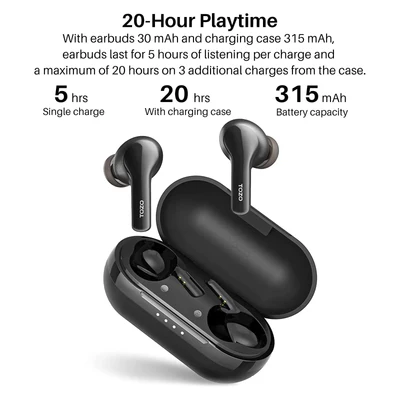 20-Hour Playtime
With earbuds 30 mAh and charging case 315 mAh,
earbuds last for 5 hours of listening per charge and
a maximum of 20 hours on 3 additional charges from the case.
5 hrs
Single charge
20 hrs
With charging case
315 mAh
Battery capacity
TOZO
TOZO